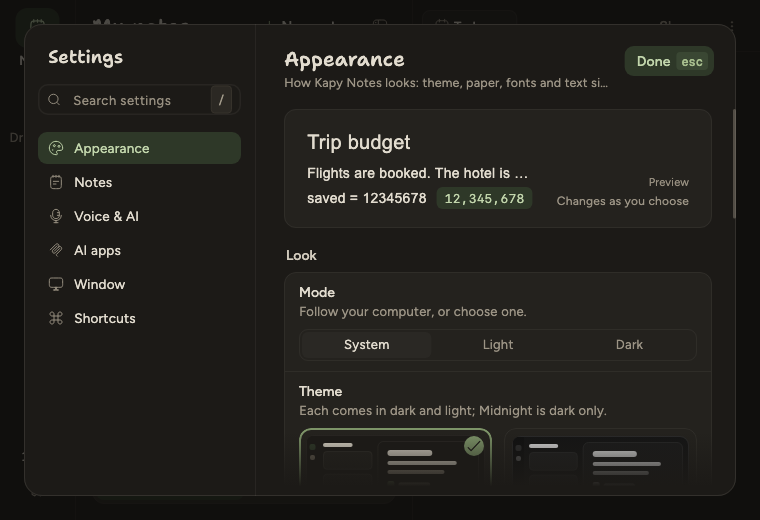 Settings
Search settings
/
Appearance
Notes
Voice & AI
AI apps
Window
Shortcuts
Appearance
How Kapy Notes looks: theme, paper, fonts and text si...
Done esc
Trip budget
Flights are booked. The hotel is ...
saved = 12345678 12,345,678
Preview
Changes as you choose
Look
Mode
Follow your computer, or choose one.
System
Light
Dark
Theme
Each comes in dark and light; Midnight is dark only.